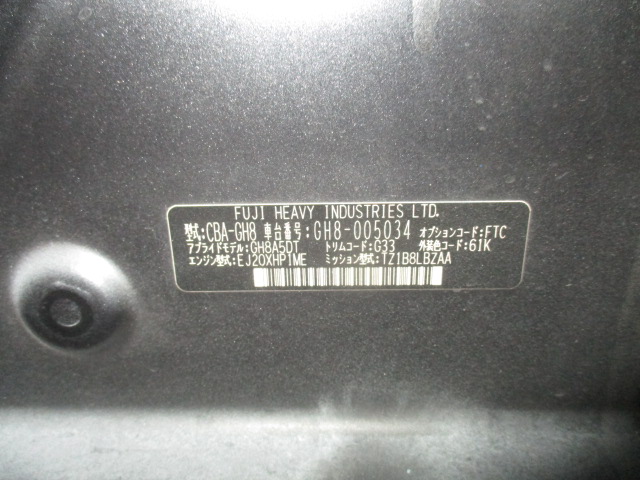 FUJI HEAVY INDUSTRIES LTD.
型式:CBA-GH8 車台番号:GH8-005034 オプションコード:FTC
アプライドモデル:GH8A5DT トリムコード:G33 外装色コード:61K
エンジン型式:EJ20XHP1ME ミッション型式:TZ1B8LBZAA